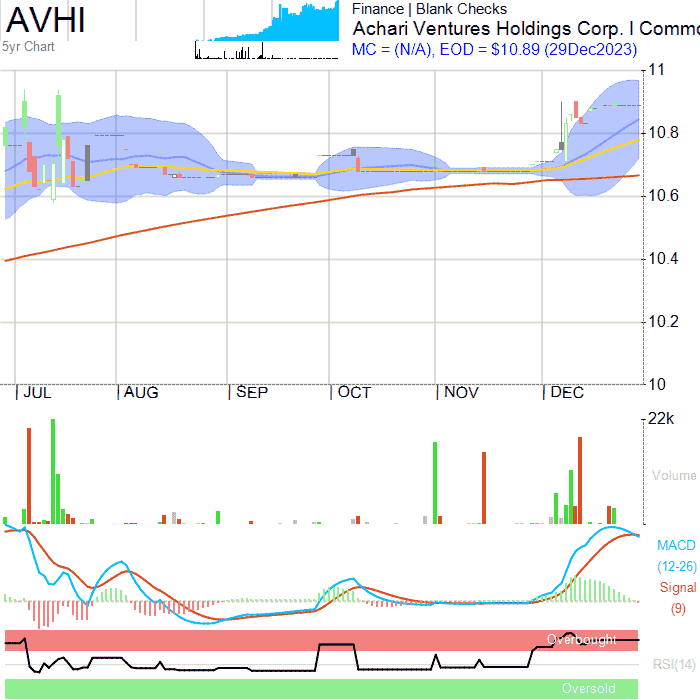 AVHI
5yr Chart
Finance | Blank Checks
Achari Ventures Holdings Corp. I Commo
MC = (N/A), EOD = $10.89 (29Dec2023)
11
10.8
10.6
10.4
10.2
10
JUL AUG SEP OCT NOV DEC
22k
Volume
MACD
(12-26)
Signal
(9)
Overbought
RSI(14)
Oversold